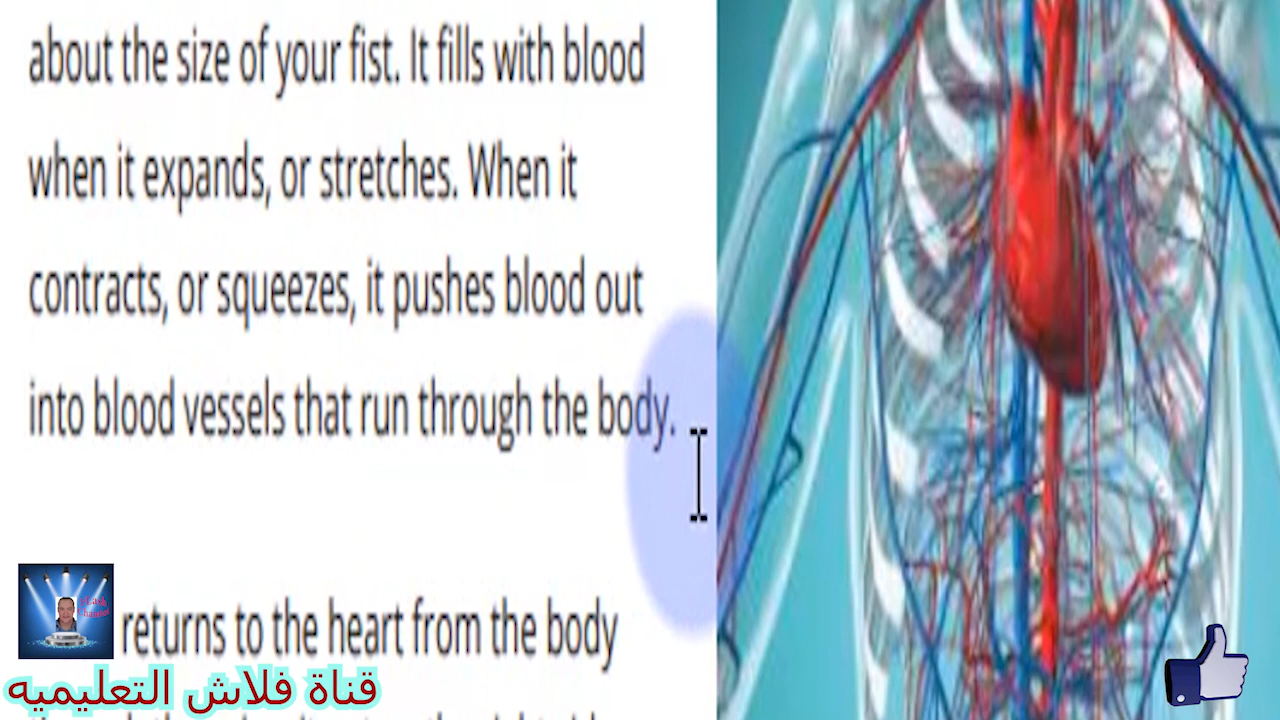 about the size of your fist. It fills with blood
when it expands, or stretches. When it
contracts, or squeezes, it pushes blood out
into blood vessels that run through the body.
returns to the heart from the body
قناة فلاش التعليميه